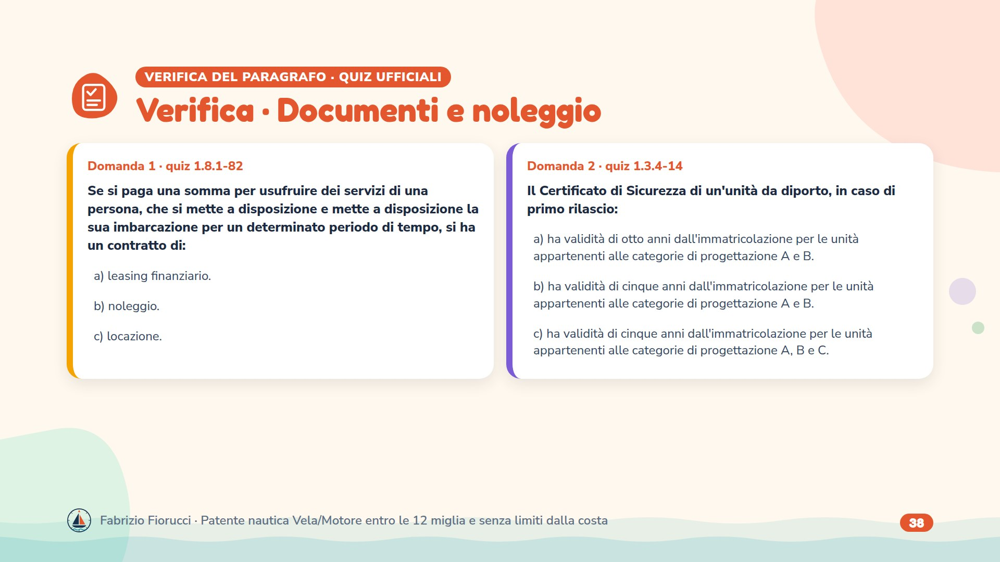 VERIFICA DEL PARAGRAFO · QUIZ UFFICIALI
Verifica · Documenti e noleggio
Domanda 1 · quiz 1.8.1-82
Se si paga una somma per usufruire dei servizi di una
persona, che si mette a disposizione e mette a disposizione la
sua imbarcazione per un determinato periodo di tempo, si ha
un contratto di:
a) leasing finanziario.
b) noleggio.
c) locazione.
Domanda 2 · quiz 1.3.4-14
Il Certificato di Sicurezza di un'unità da diporto, in caso di
primo rilascio:
a) ha validità di otto anni dall'immatricolazione per le unità
appartenenti alle categorie di progettazione A e B.
b) ha validità di cinque anni dall'immatricolazione per le unità
appartenenti alle categorie di progettazione A e B.
c) ha validità di cinque anni dall'immatricolazione per le unità
appartenenti alle categorie di progettazione A, B e C.
Fabrizio Fiorucci · Patente nautica Vela/Motore entro le 12 miglia e senza limiti dalla costa
38